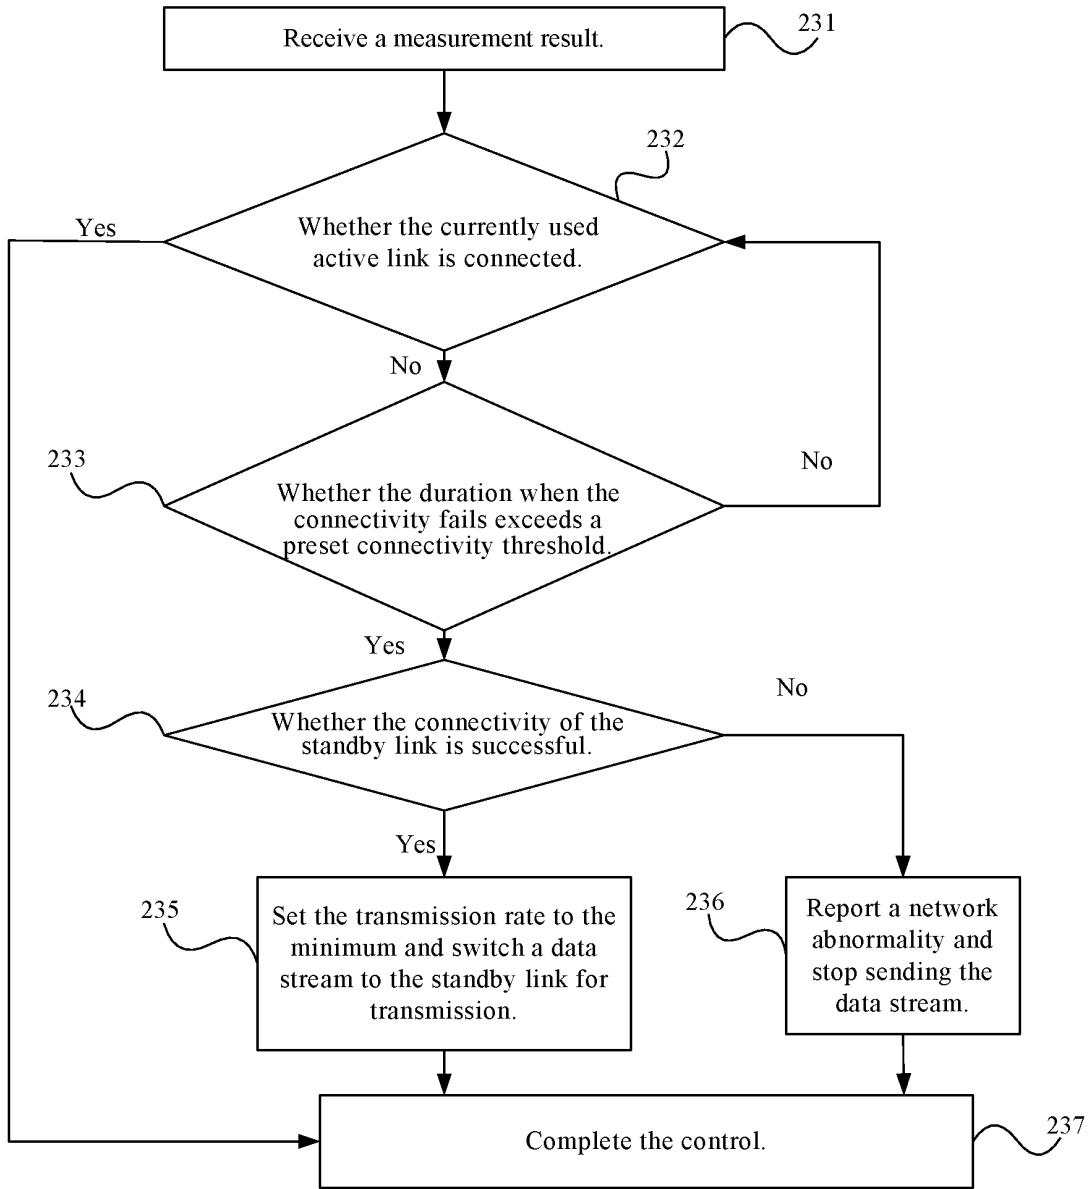 Receive a measurement result.
231
232
Whether the currently used
active link is connected.
Yes
No
233
Whether the duration when the
connectivity fails exceeds a
preset connectivity threshold.
No
Yes
234
Whether the connectivity of the
standby link is successful.
No
Yes
235
Set the transmission rate to the
minimum and switch a data
stream to the standby link for
transmission.
236
Report a network
abnormality and
stop sending the
data stream.
Complete the control.
237